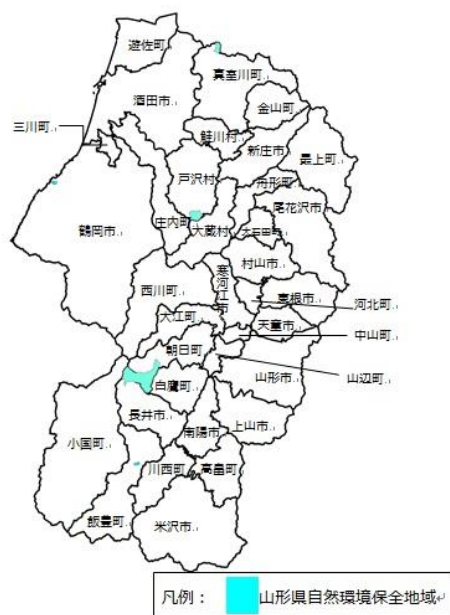 遊佐町
真室川町
酒田市
金山町
三川町
鮭川村
新庄市
最上町
戸沢村
舟形町
尾花沢市
鶴岡市
庄内町
大蔵村
大石田町
村山市
寒河江市
西川町
東根市
河北町
大江町
天童市
中山町
朝日町
山形市
山辺町
白鷹町
長井市
上山市
南陽市
小国町
川西町
高畠町
飯豊町
米沢市
凡例： 山形県自然環境保全地域